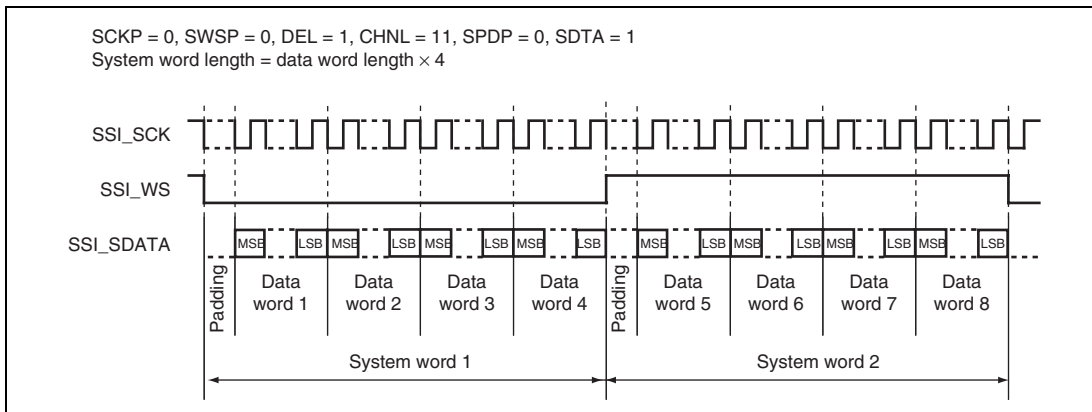 SCKP = 0, SWSP = 0, DEL = 1, CHNL = 11, SPDP = 0, SDTA = 1
System word length = data word length × 4
SSI_SCK
SSI_WS
SSI_SDATA
MSB LSB MSB LSB MSB LSB MSB LSB MSB LSB MSB LSB MSB LSB MSB LSB
Padding Data word 1 Data word 2 Data word 3 Data word 4 Padding Data word 5 Data word 6 Data word 7 Data word 8
System word 1 System word 2